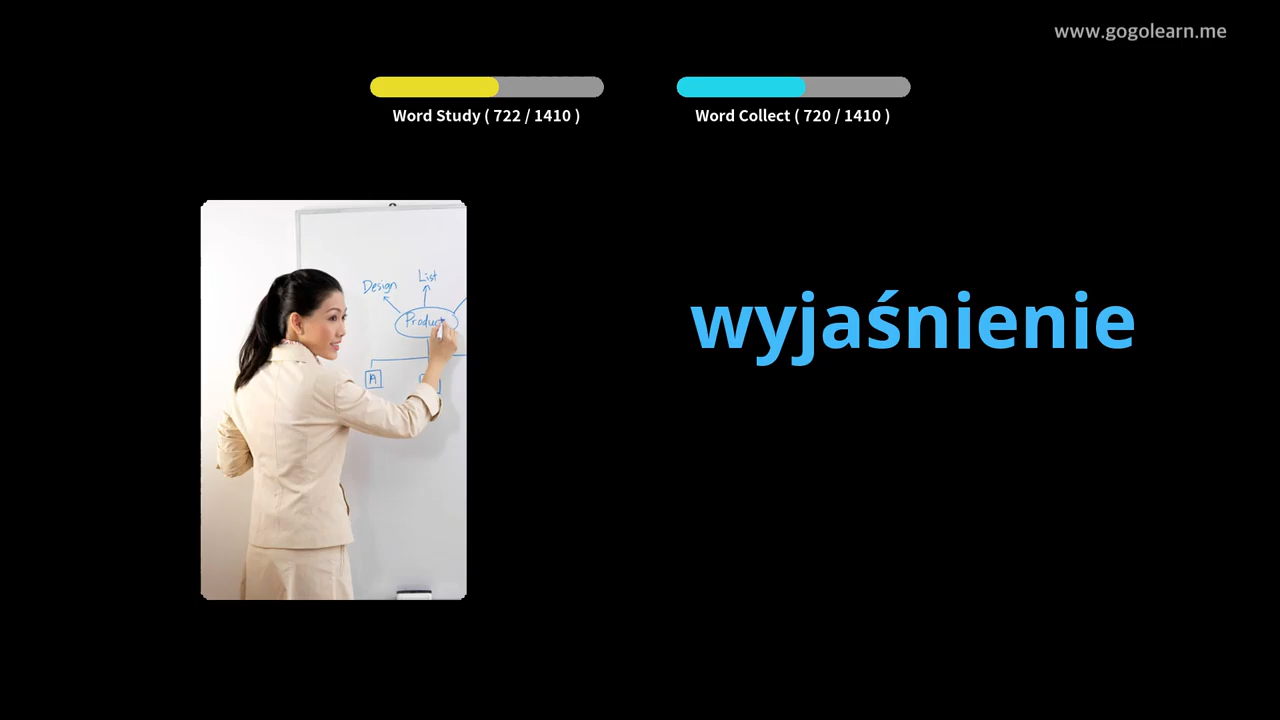 www.gogolearn.me
Word Study ( 722 / 1410 )
Word Collect ( 720 / 1410 )
wyjaśnienie
Design
List
Product
A